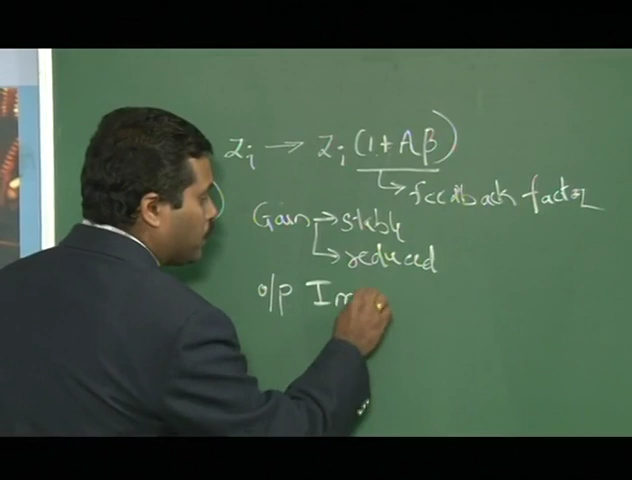 Zi → Zi (1 + Aβ)
↳ feedback factor
)
Gain → stable
↳ reduced
o/p Im